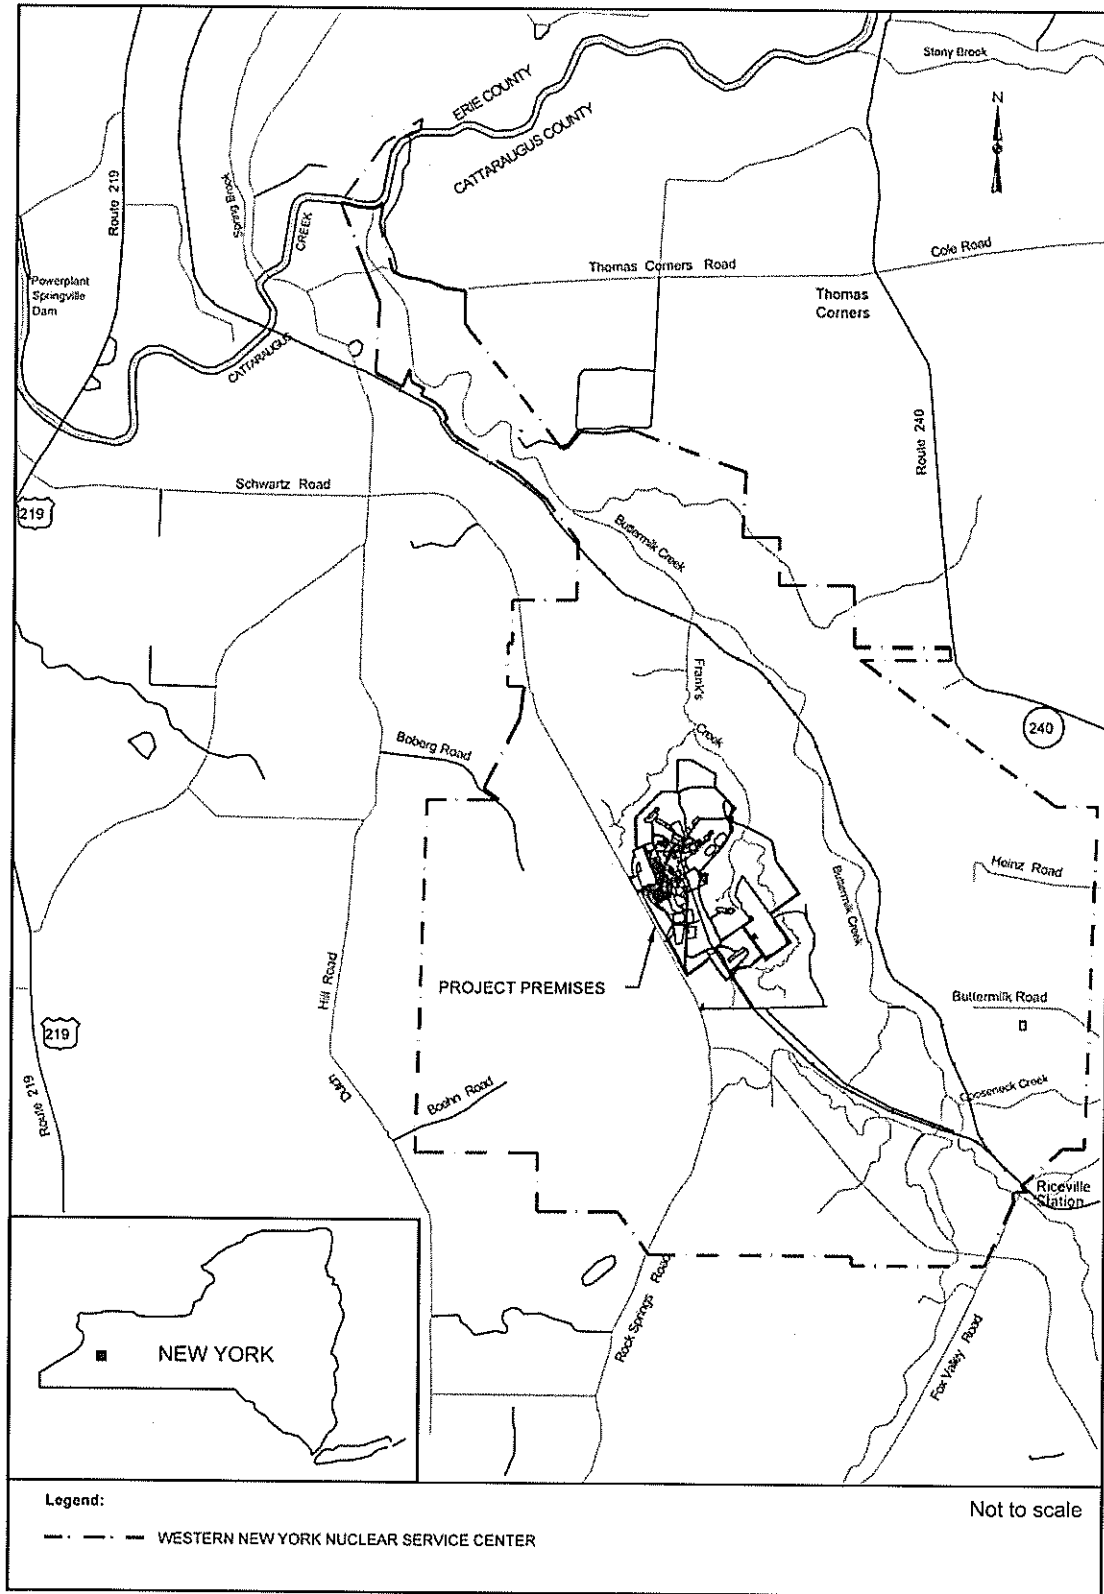 Stony Brook
ERIE COUNTY
CATTARAUGUS COUNTY
N
Route 219
Spring Brook
CREEK
Cole Road
Thomas Corners Road
Powerplant
Springville
Dam
Thomas
Corners
CATTARAUGUS
Route 240
Schwartz Road
219
Buttermilk Creek
Frank's
Creek
240
Boberg Road
Heinz Road
Buttermilk Creek
Hill Road
PROJECT PREMISES
Buttermilk Road
219
Route 219
Dutch
Boehn Road
Gooseneck Creek
Riceville
Station
Rock Springs Road
Fox Valley Road
NEW YORK
Legend:
Not to scale
WESTERN NEW YORK NUCLEAR SERVICE CENTER